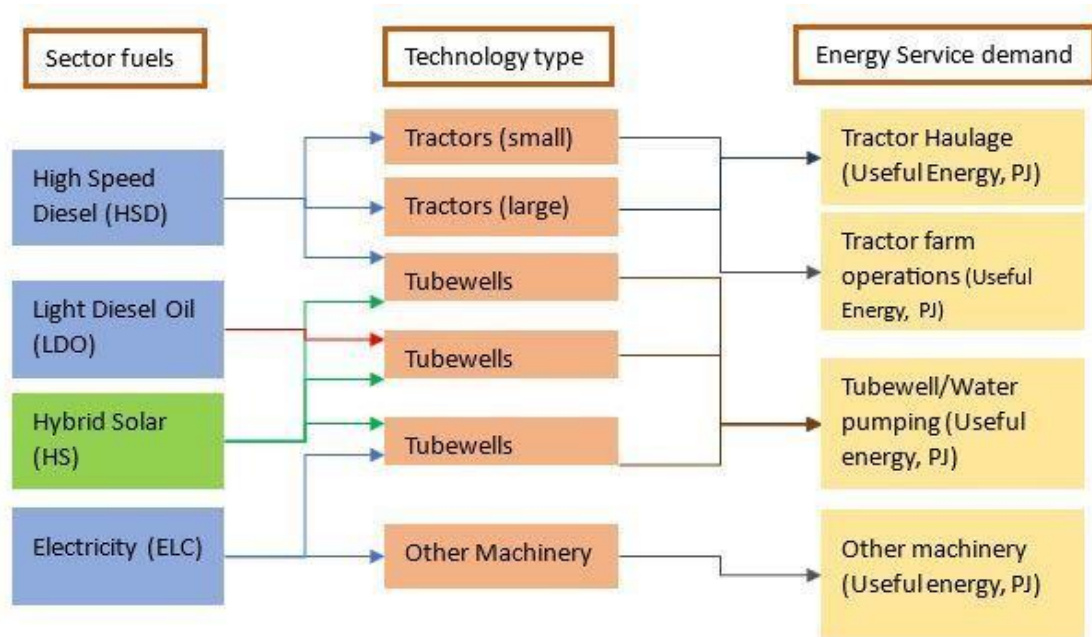 Sector fuels
Technology type
Energy Service demand
High Speed
Diesel (HSD)
Light Diesel Oil
(LDO)
Hybrid Solar
(HS)
Electricity (ELC)
Tractors (small)
Tractors (large)
Tubewells
Tubewells
Tubewells
Other Machinery
Tractor Haulage
(Useful Energy, PJ)
Tractor farm
operations (Useful
Energy, PJ)
Tubewell/Water
pumping (Useful
energy, PJ)
Other machinery
(Useful energy, PJ)